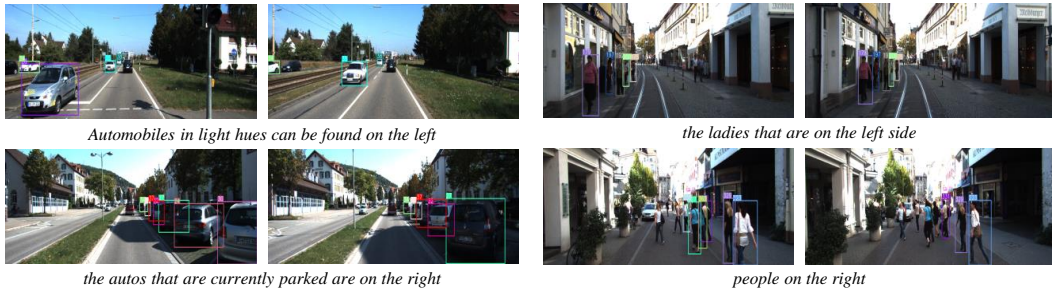 Automobiles in light hues can be found on the left
the ladies that are on the left side
the autos that are currently parked are on the right
people on the right